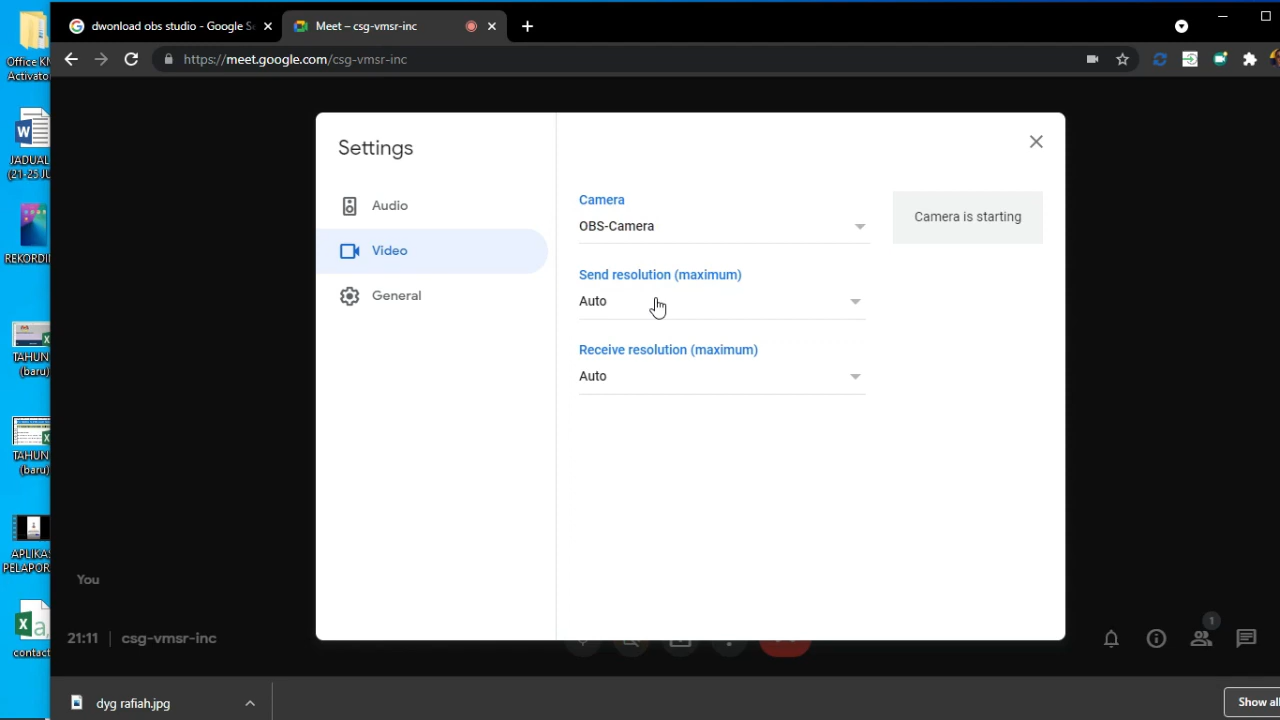 dwonload obs studio - Google S
Meet – csg-vmsr-inc
https://meet.google.com/csg-vmsr-inc
Office KM
Activator
JADUAL
(21-25 JU
REKORDI
TAHUN
(baru)
TAHUN
(baru)
APLIKAS
PELAPOR
contact
Settings
Audio
Video
General
Camera
OBS-Camera
Camera is starting
Send resolution (maximum)
Auto
Receive resolution (maximum)
Auto
You
21:11 | csg-vmsr-inc
1
dyg rafiah.jpg
Show all